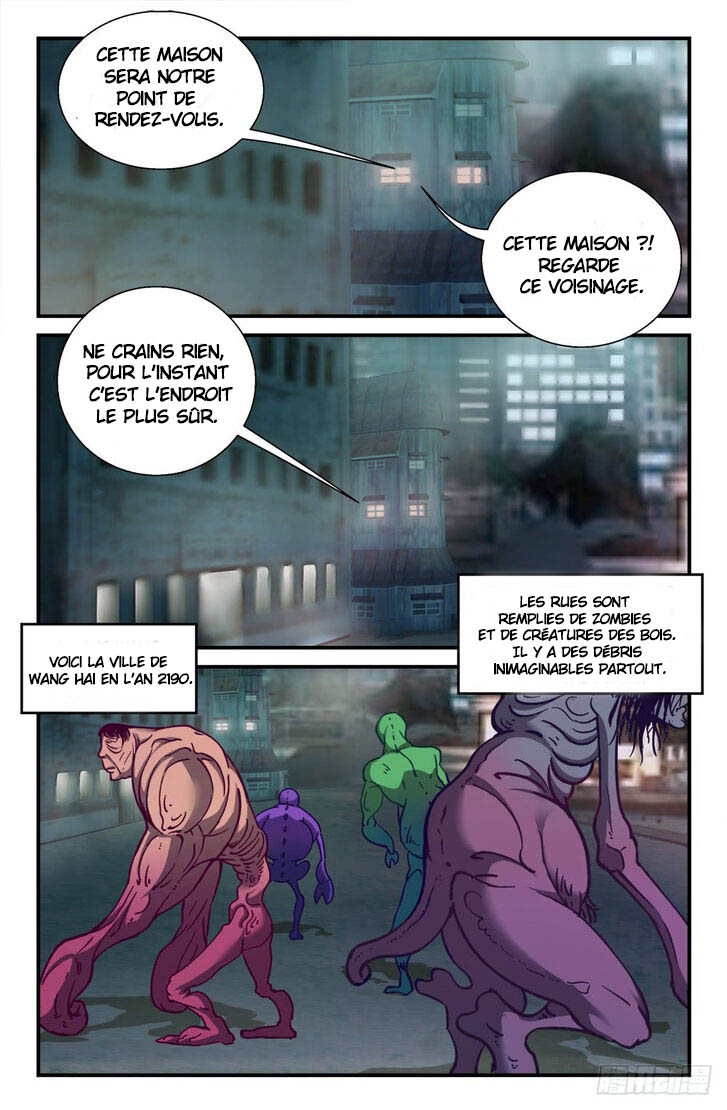 CETTE MAISON
SERA NOTRE
POINT DE
RENDEZ-VOUS.
CETTE MAISON ?!
REGARDE
CE VOISINAGE.
NE CRAINS RIEN,
POUR L'INSTANT
C'EST L'ENDROIT
LE PLUS SÛR.
LES RUES SONT
REMPLIES DE ZOMBIES
ET DE CRÉATURES DES BOIS.
IL Y A DES DÉBRIS
INIMAGINABLES PARTOUT.
VOICI LA VILLE DE
WANG HAI EN L'AN 2190.